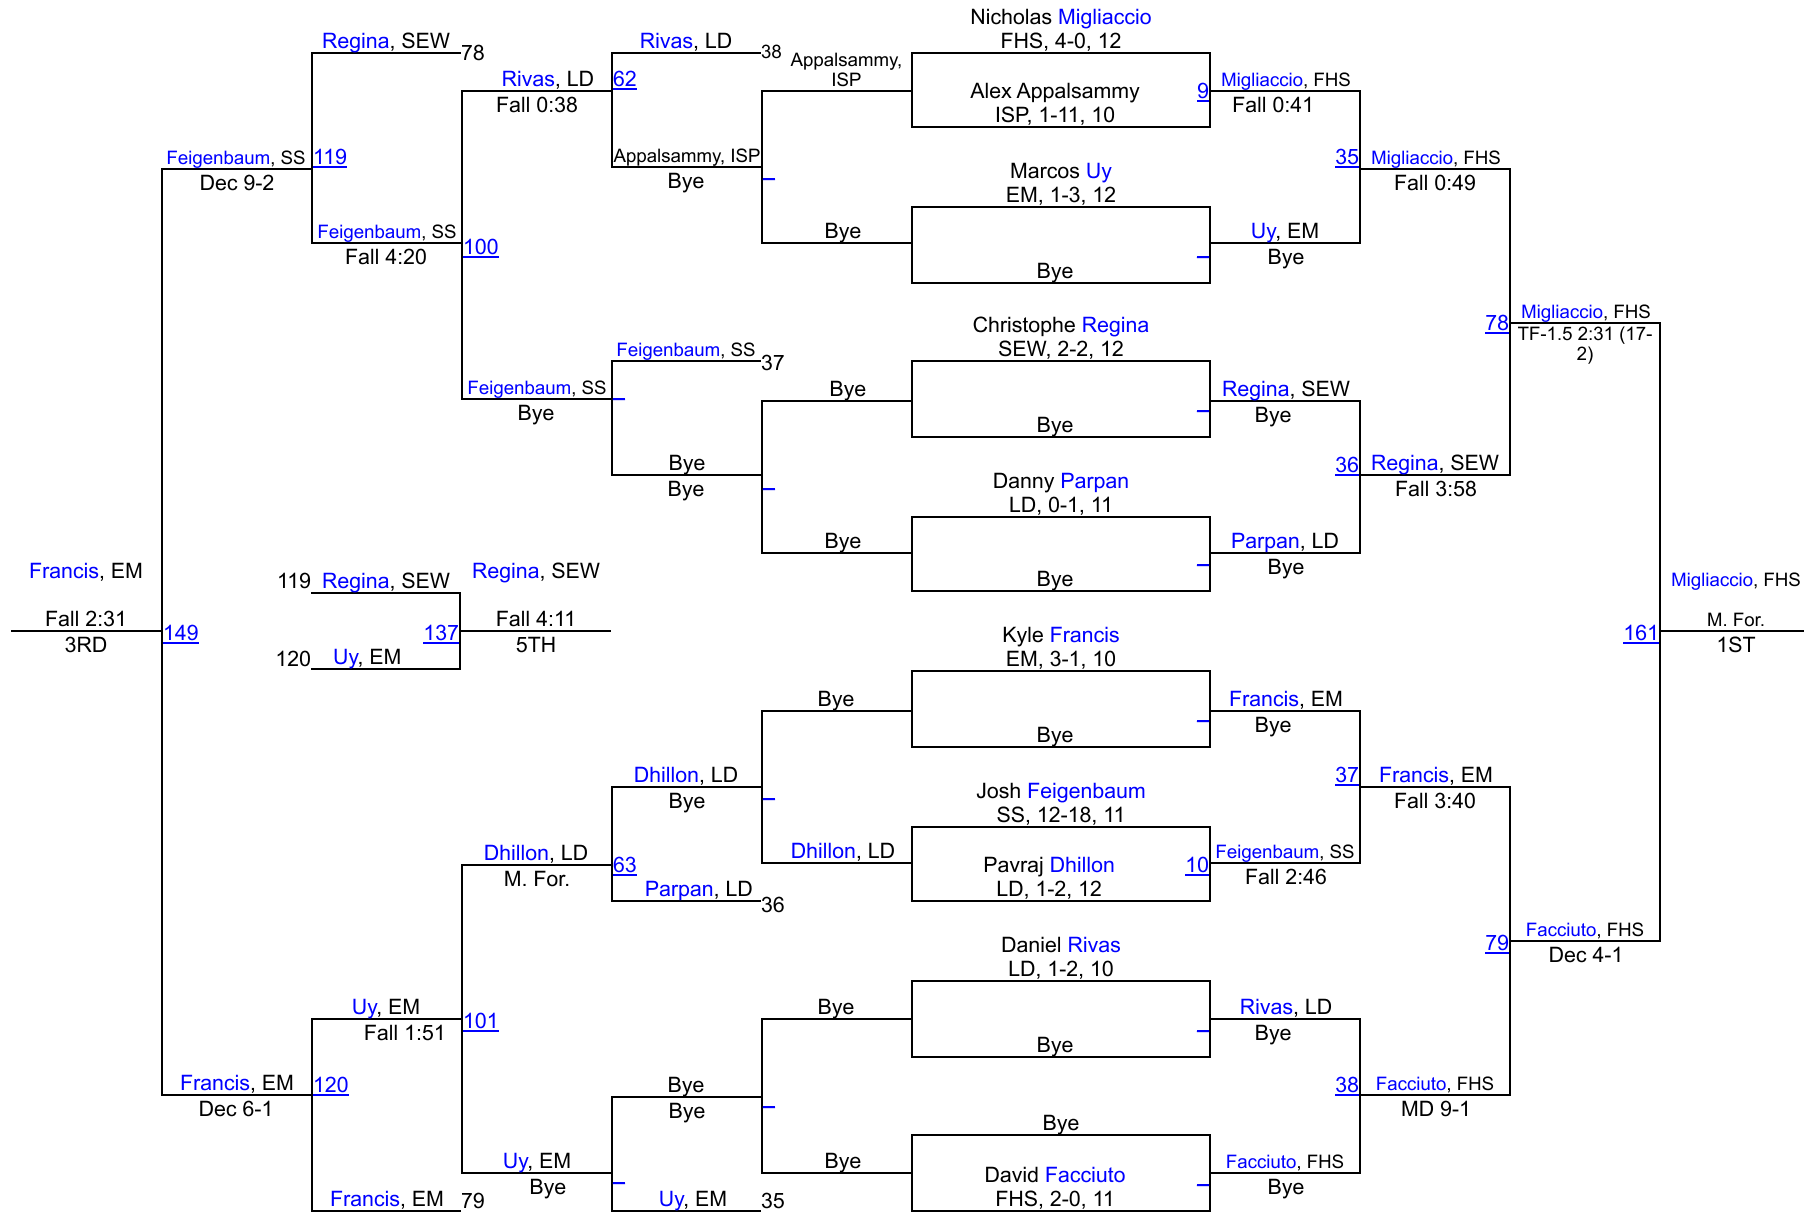 Nicholas Migliaccio
FHS, 4-0, 12
Regina, SEW
78
Rivas, LD
38
Appalsammy,
ISP
Rivas, LD
62
Fall 0:38
Alex Appalsammy
ISP, 1-11, 10
9
Migliaccio, FHS
Fall 0:41
Feigenbaum, SS
119
Dec 9-2
Appalsammy, ISP
Bye
Marcos Uy
EM, 1-3, 12
35
Migliaccio, FHS
Fall 0:49
Feigenbaum, SS
100
Fall 4:20
Bye
Bye
Uy, EM
Bye
Christophe Regina
SEW, 2-2, 12
78
Migliaccio, FHS
TF-1.5 2:31 (17-
2)
Feigenbaum, SS
37
Feigenbaum, SS
Bye
Bye
Bye
Regina, SEW
Bye
Bye
Bye
Danny Parpan
LD, 0-1, 11
36
Regina, SEW
Fall 3:58
Bye
Bye
Parpan, LD
Bye
Francis, EM
Fall 2:31
3RD
149
119
Regina, SEW
120
Uy, EM
137
Regina, SEW
Fall 4:11
5TH
Migliaccio, FHS
161
M. For.
1ST
Kyle Francis
EM, 3-1, 10
Bye
Bye
Francis, EM
Bye
Dhillon, LD
Bye
Josh Feigenbaum
SS, 12-18, 11
37
Francis, EM
Fall 3:40
Dhillon, LD
M. For.
63
Dhillon, LD
Pavraj Dhillon
LD, 1-2, 12
10
Feigenbaum, SS
Fall 2:46
Parpan, LD
36
Daniel Rivas
LD, 1-2, 10
79
Facciuto, FHS
Dec 4-1
Uy, EM
Fall 1:51
101
Bye
Bye
Rivas, LD
Bye
Francis, EM
Dec 6-1
120
Bye
Bye
38
Facciuto, FHS
MD 9-1
Bye
Uy, EM
Bye
Bye
David Facciuto
FHS, 2-0, 11
Facciuto, FHS
Bye
Francis, EM
79
Uy, EM
35